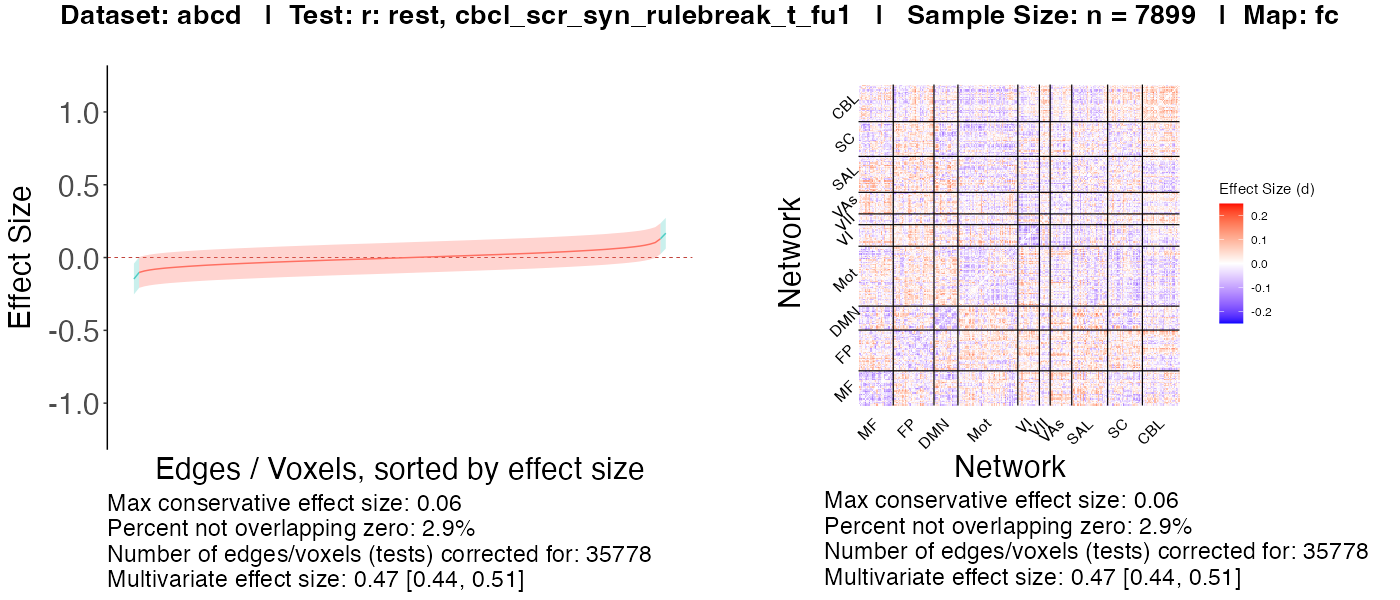 Dataset: abcd | Test: r: rest, cbcl_scr_syn_rulebreak_t_fu1 | Sample Size: n = 7899 | Map: fc
Effect Size
1.0
0.5
0.0
-0.5
-1.0
Edges / Voxels, sorted by effect size
Max conservative effect size: 0.06
Percent not overlapping zero: 2.9%
Number of edges/voxels (tests) corrected for: 35778
Multivariate effect size: 0.47 [0.44, 0.51]
Network
CBL
SC
SAL
VAs
VII
VI
Mot
DMN
FP
MF
MF
FP
DMN
Mot
VI
VII
VAs
SAL
SC
CBL
Network
Effect Size (d)
0.2
0.1
0.0
-0.1
-0.2
Max conservative effect size: 0.06
Percent not overlapping zero: 2.9%
Number of edges/voxels (tests) corrected for: 35778
Multivariate effect size: 0.47 [0.44, 0.51]